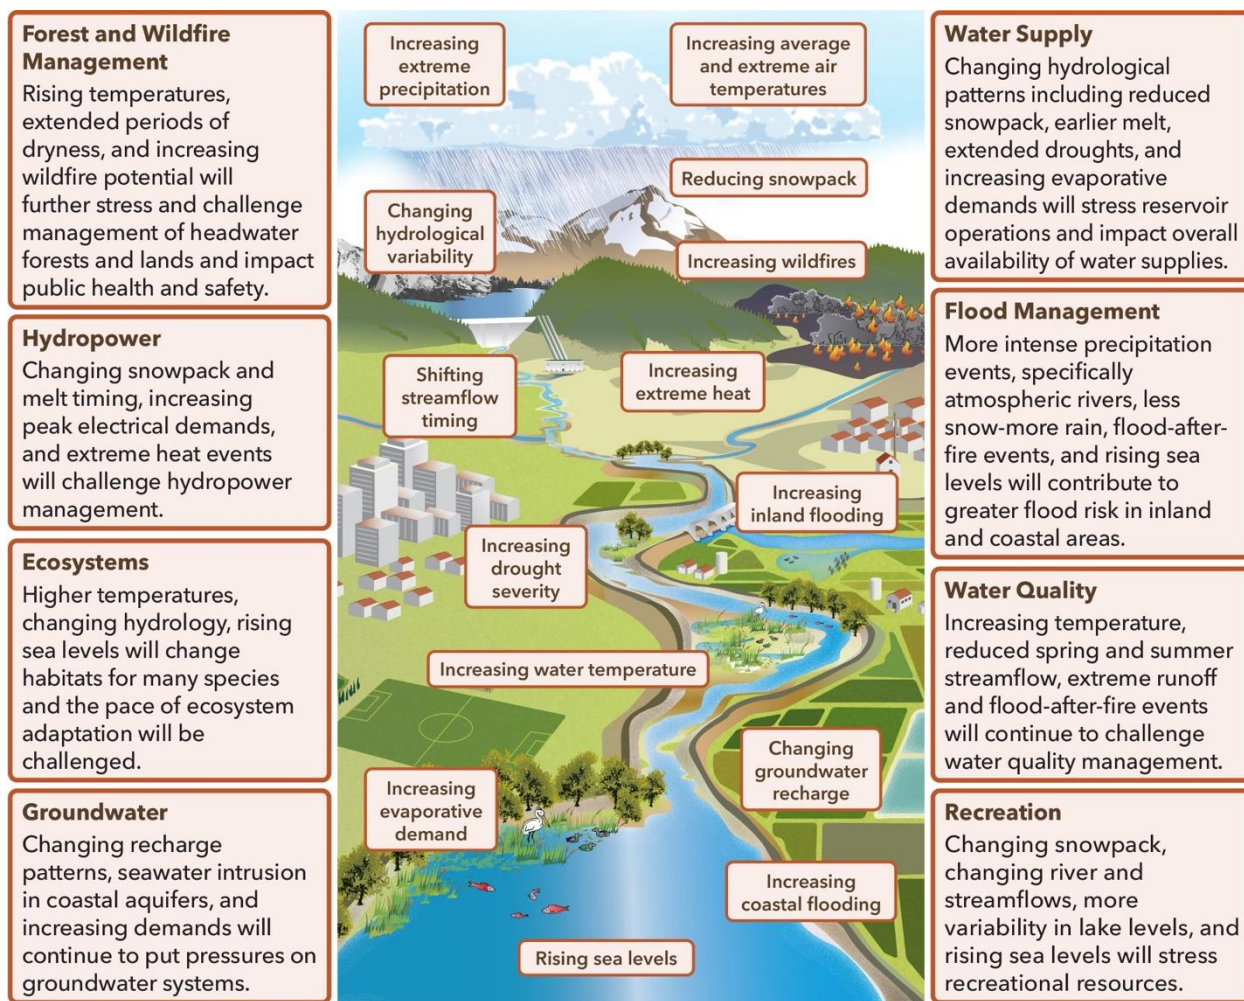 Forest and Wildfire
Management
Rising temperatures,
extended periods of
dryness, and increasing
wildfire potential will
further stress and challenge
management of headwater
forests and lands and impact
public health and safety.
Hydropower
Changing snowpack and
melt timing, increasing
peak electrical demands,
and extreme heat events
will challenge hydropower
management.
Ecosystems
Higher temperatures,
changing hydrology, rising
sea levels will change
habitats for many species
and the pace of ecosystem
adaptation will be
challenged.
Groundwater
Changing recharge
patterns, seawater intrusion
in coastal aquifers, and
increasing demands will
continue to put pressures on
groundwater systems.
Increasing
extreme
precipitation
Increasing average
and extreme air
temperatures
Reducing snowpack
Changing
hydrological
variability
Increasing wildfires
Shifting
streamflow
timing
Increasing
extreme heat
Increasing
inland flooding
Increasing
drought
severity
Increasing water temperature
Changing
groundwater
recharge
Increasing
evaporative
demand
Increasing
coastal flooding
Rising sea levels
Water Supply
Changing hydrological
patterns including reduced
snowpack, earlier melt,
extended droughts, and
increasing evaporative
demands will stress reservoir
operations and impact overall
availability of water supplies.
Flood Management
More intense precipitation
events, specifically
atmospheric rivers, less
snow-more rain, flood-after-
fire events, and rising sea
levels will contribute to
greater flood risk in inland
and coastal areas.
Water Quality
Increasing temperature,
reduced spring and summer
streamflow, extreme runoff
and flood-after-fire events
will continue to challenge
water quality management.
Recreation
Changing snowpack,
changing river and
streamflows, more
variability in lake levels, and
rising sea levels will stress
recreational resources.